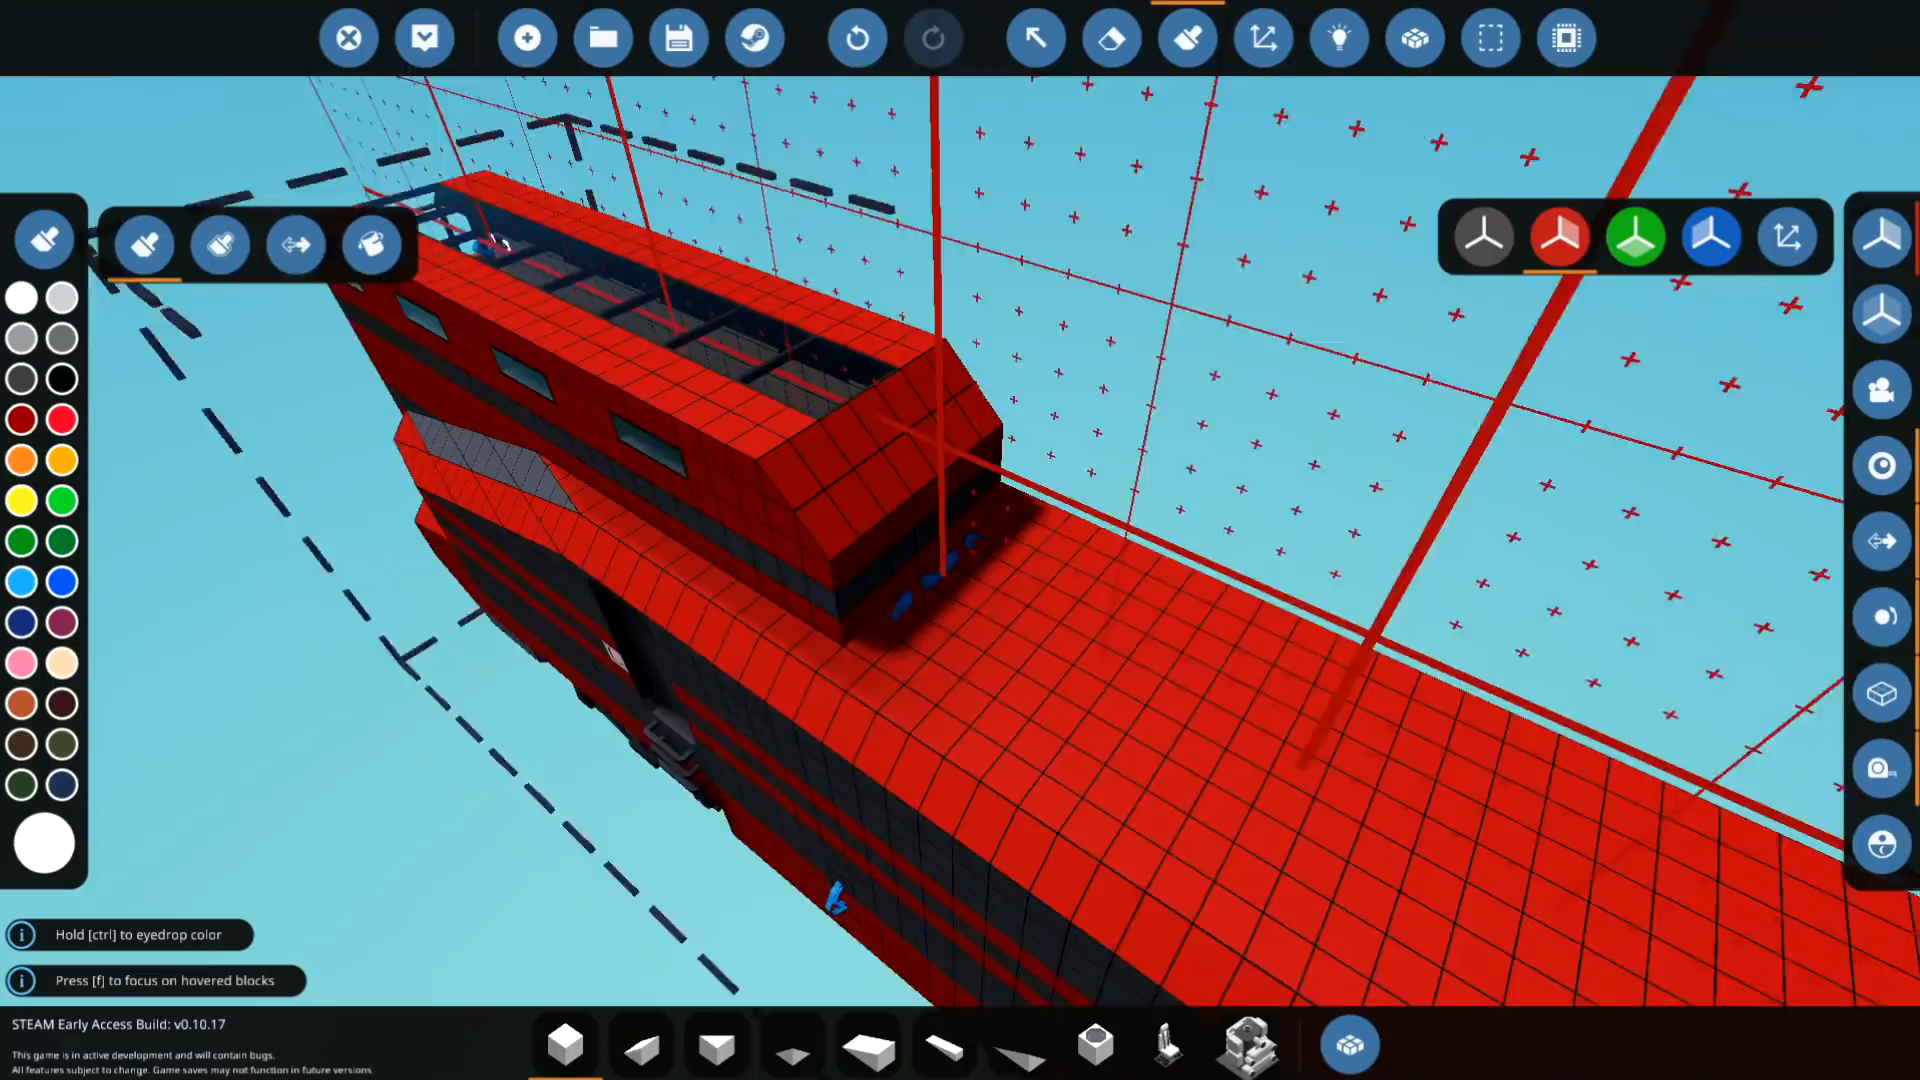 Hold [ctrl] to eyedrop color
Press [f] to focus on hovered blocks
STEAM Early Access Build: v0.10.17
This game is in active development and will contain bugs.
All features subject to change. Game saves may not function in future versions.